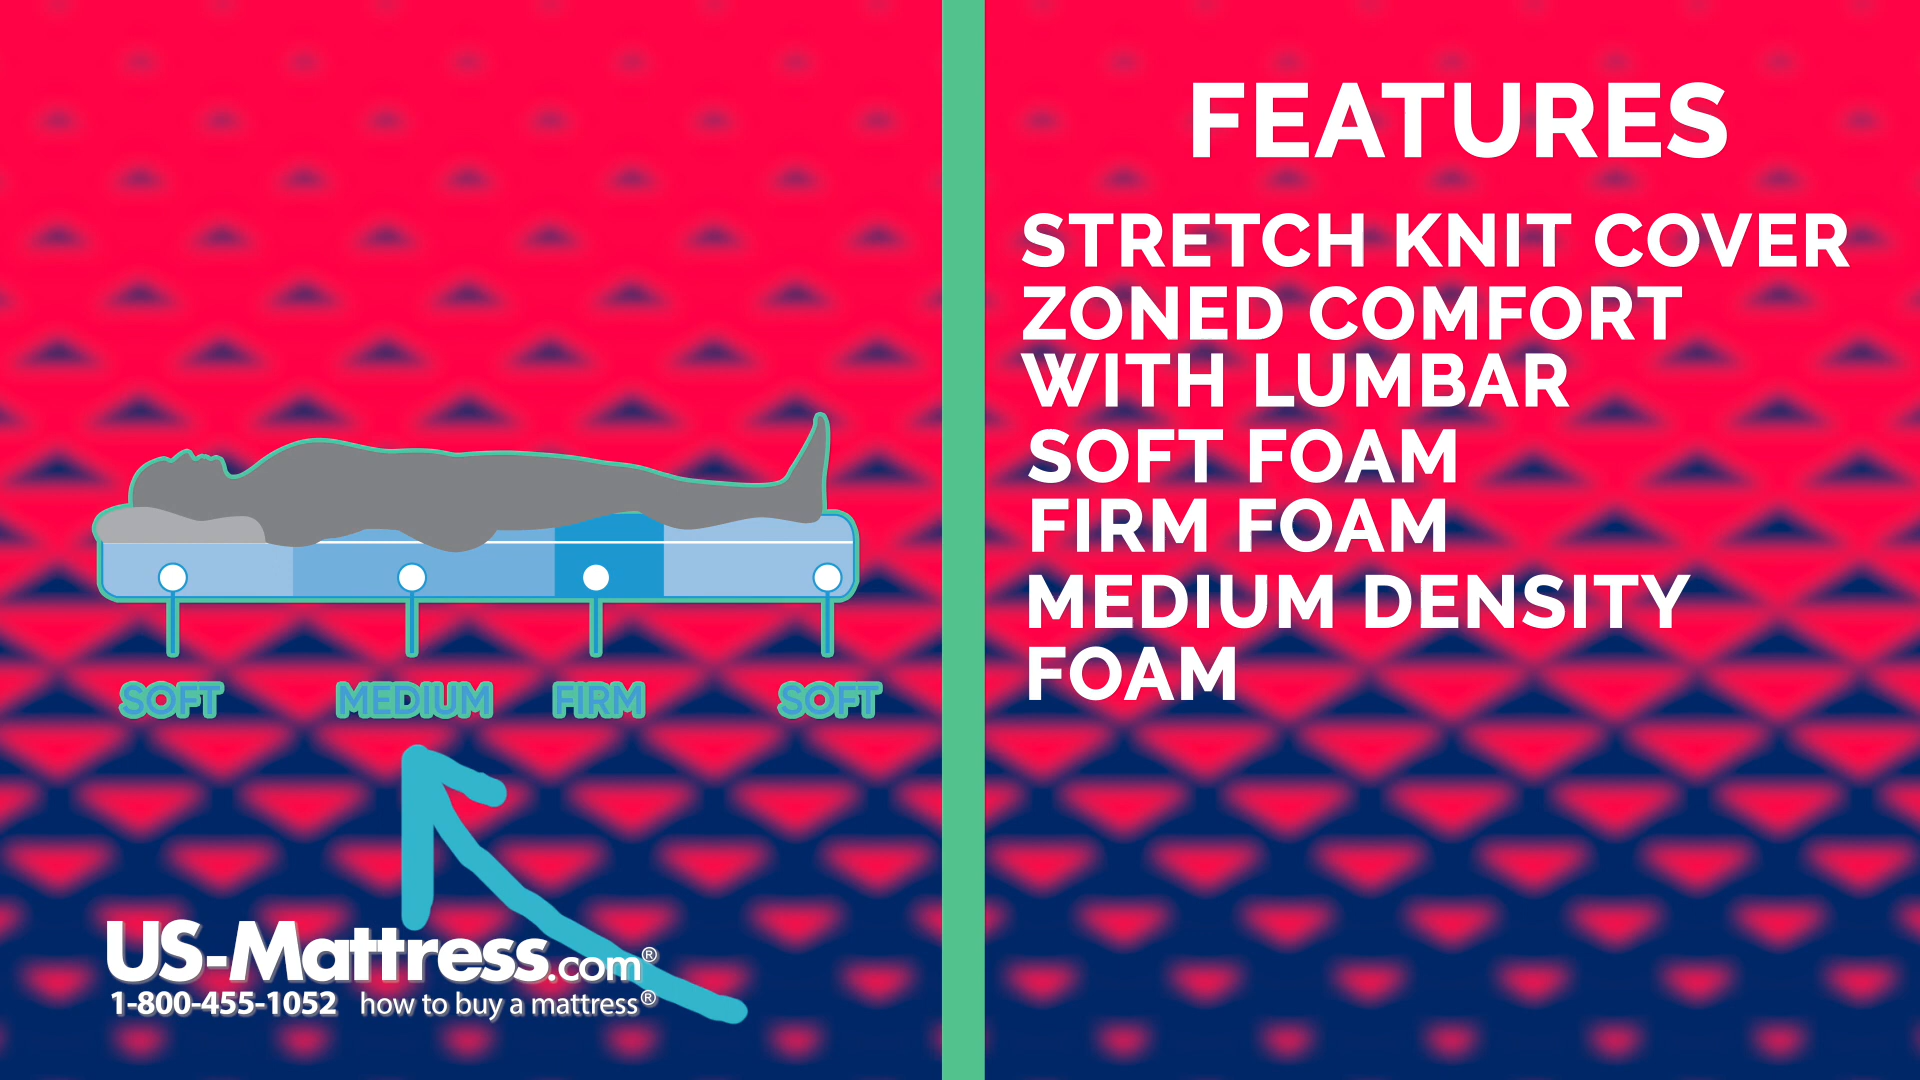 FEATURES
STRETCH KNIT COVER
ZONED COMFORT
WITH LUMBAR
SOFT FOAM
FIRM FOAM
MEDIUM DENSITY
FOAM
SOFT MEDIUM FIRM SOFT
US-Mattress.com®
1-800-455-1052 how to buy a mattress®